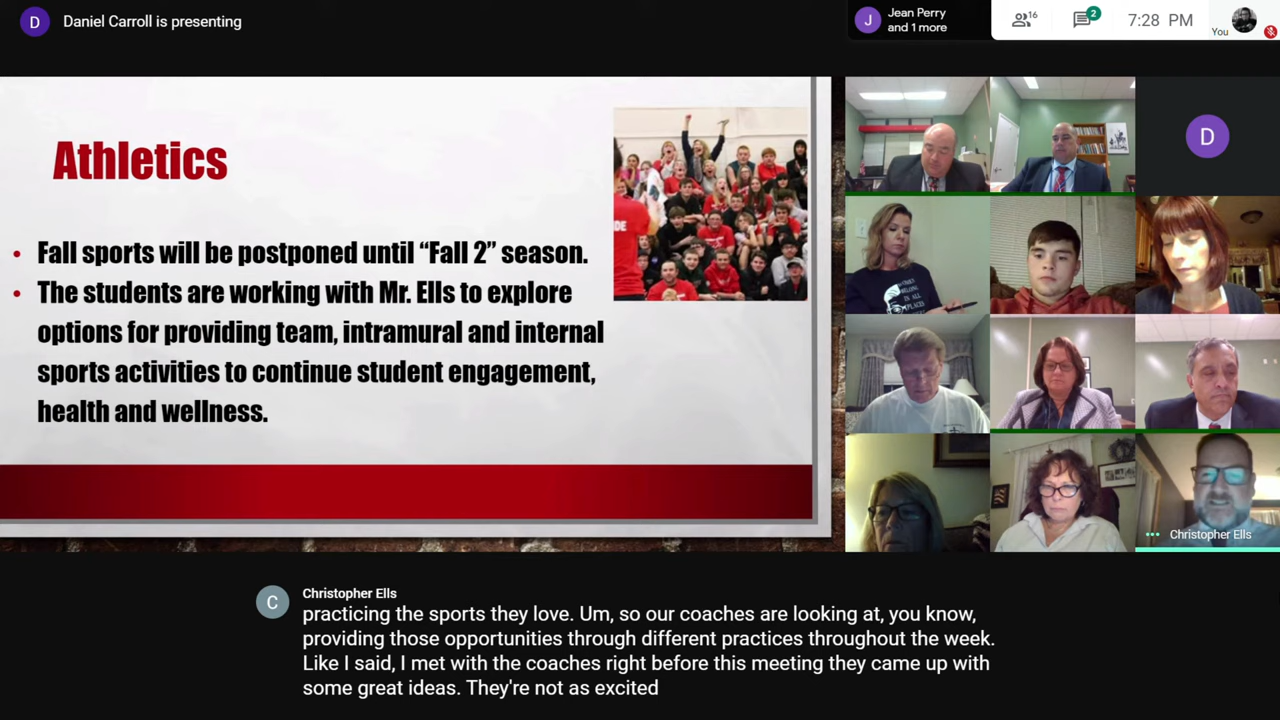 D
Daniel Carroll is presenting
J
Jean Perry
and 1 more
16
2
7:28 PM
You
Athletics
• Fall sports will be postponed until “Fall 2” season.
• The students are working with Mr. Ells to explore
options for providing team, intramural and internal
sports activities to continue student engagement,
health and wellness.
D
BELONG
IN ALL
PLACES
Christopher Ells
C
Christopher Ells
practicing the sports they love. Um, so our coaches are looking at, you know,
providing those opportunities through different practices throughout the week.
Like I said, I met with the coaches right before this meeting they came up with
some great ideas. They're not as excited